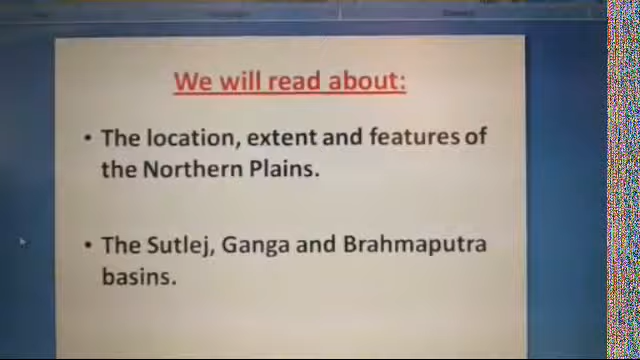 We will read about:
• The location, extent and features of
the Northern Plains.
• The Sutlej, Ganga and Brahmaputra
basins.